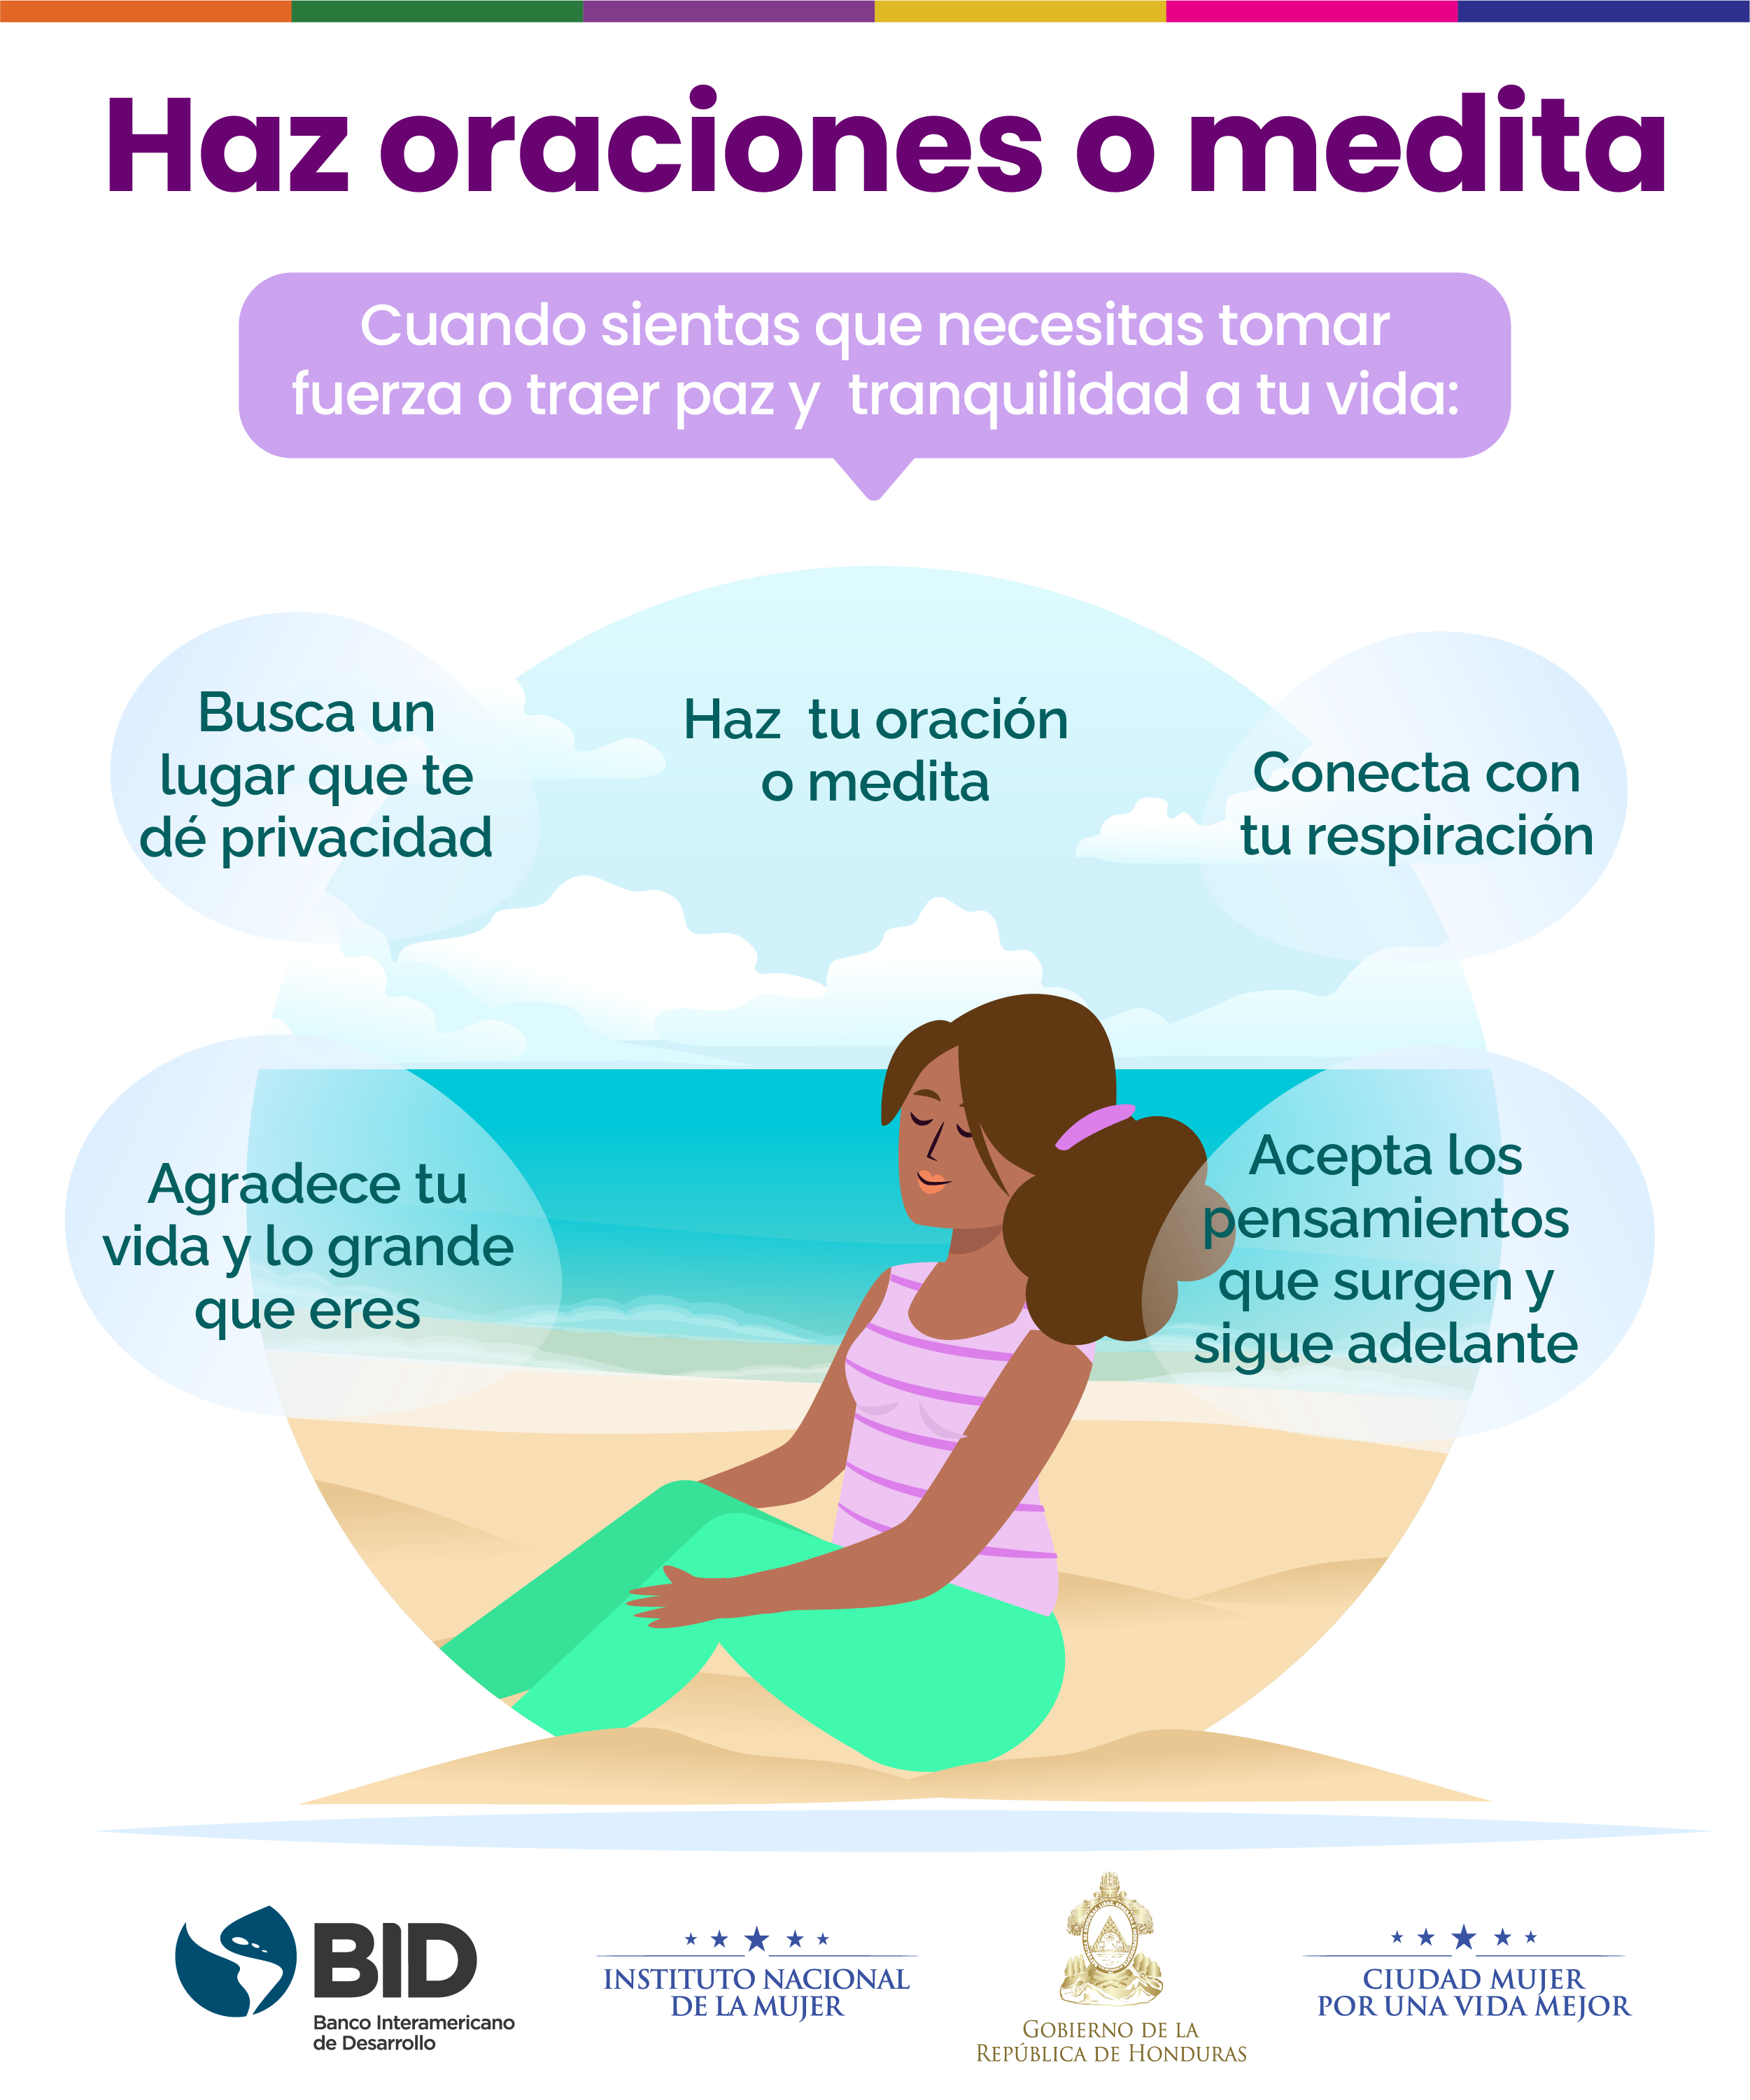 Haz oraciones o medita
Cuando sientas que necesitas tomar
fuerza o traer paz y tranquilidad a tu vida:
Busca un
lugar que te
dé privacidad
Haz tu oración
o medita
Conecta con
tu respiración
Agradece tu
vida y lo grande
que eres
Acepta los
pensamientos
que surgen y
sigue adelante
BID
Banco Interamericano
de Desarrollo
INSTITUTO NACIONAL
DE LA MUJER
GOBIERNO DE LA
REPÚBLICA DE HONDURAS
CIUDAD MUJER
POR UNA VIDA MEJOR